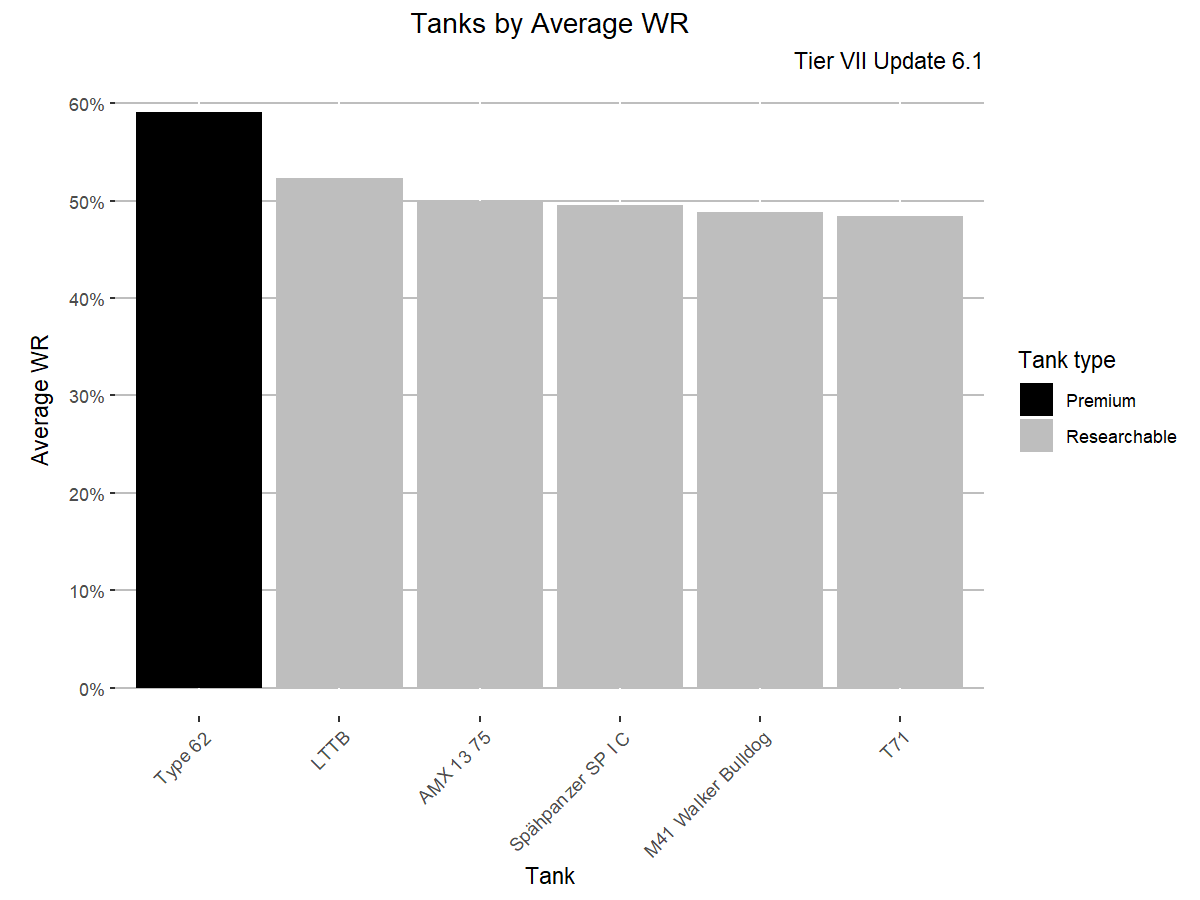 Tanks by Average WR
Tier VII Update 6.1
60%
50%
40%
30%
20%
10%
0%
Average WR
Type 62
LTTB
AMX 13 75
Spähpanzer SP I C
M41 Walker Bulldog
T71
Tank
Tank type
Premium
Researchable